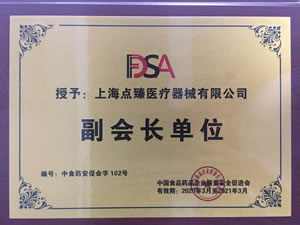 FDSA
授予：上海点臻医疗器械有限公司
副会长单位
编号：中食药安促会字 102号
中国食品药品企业质量安全促进会
有效期：2020年3月至2021年3月